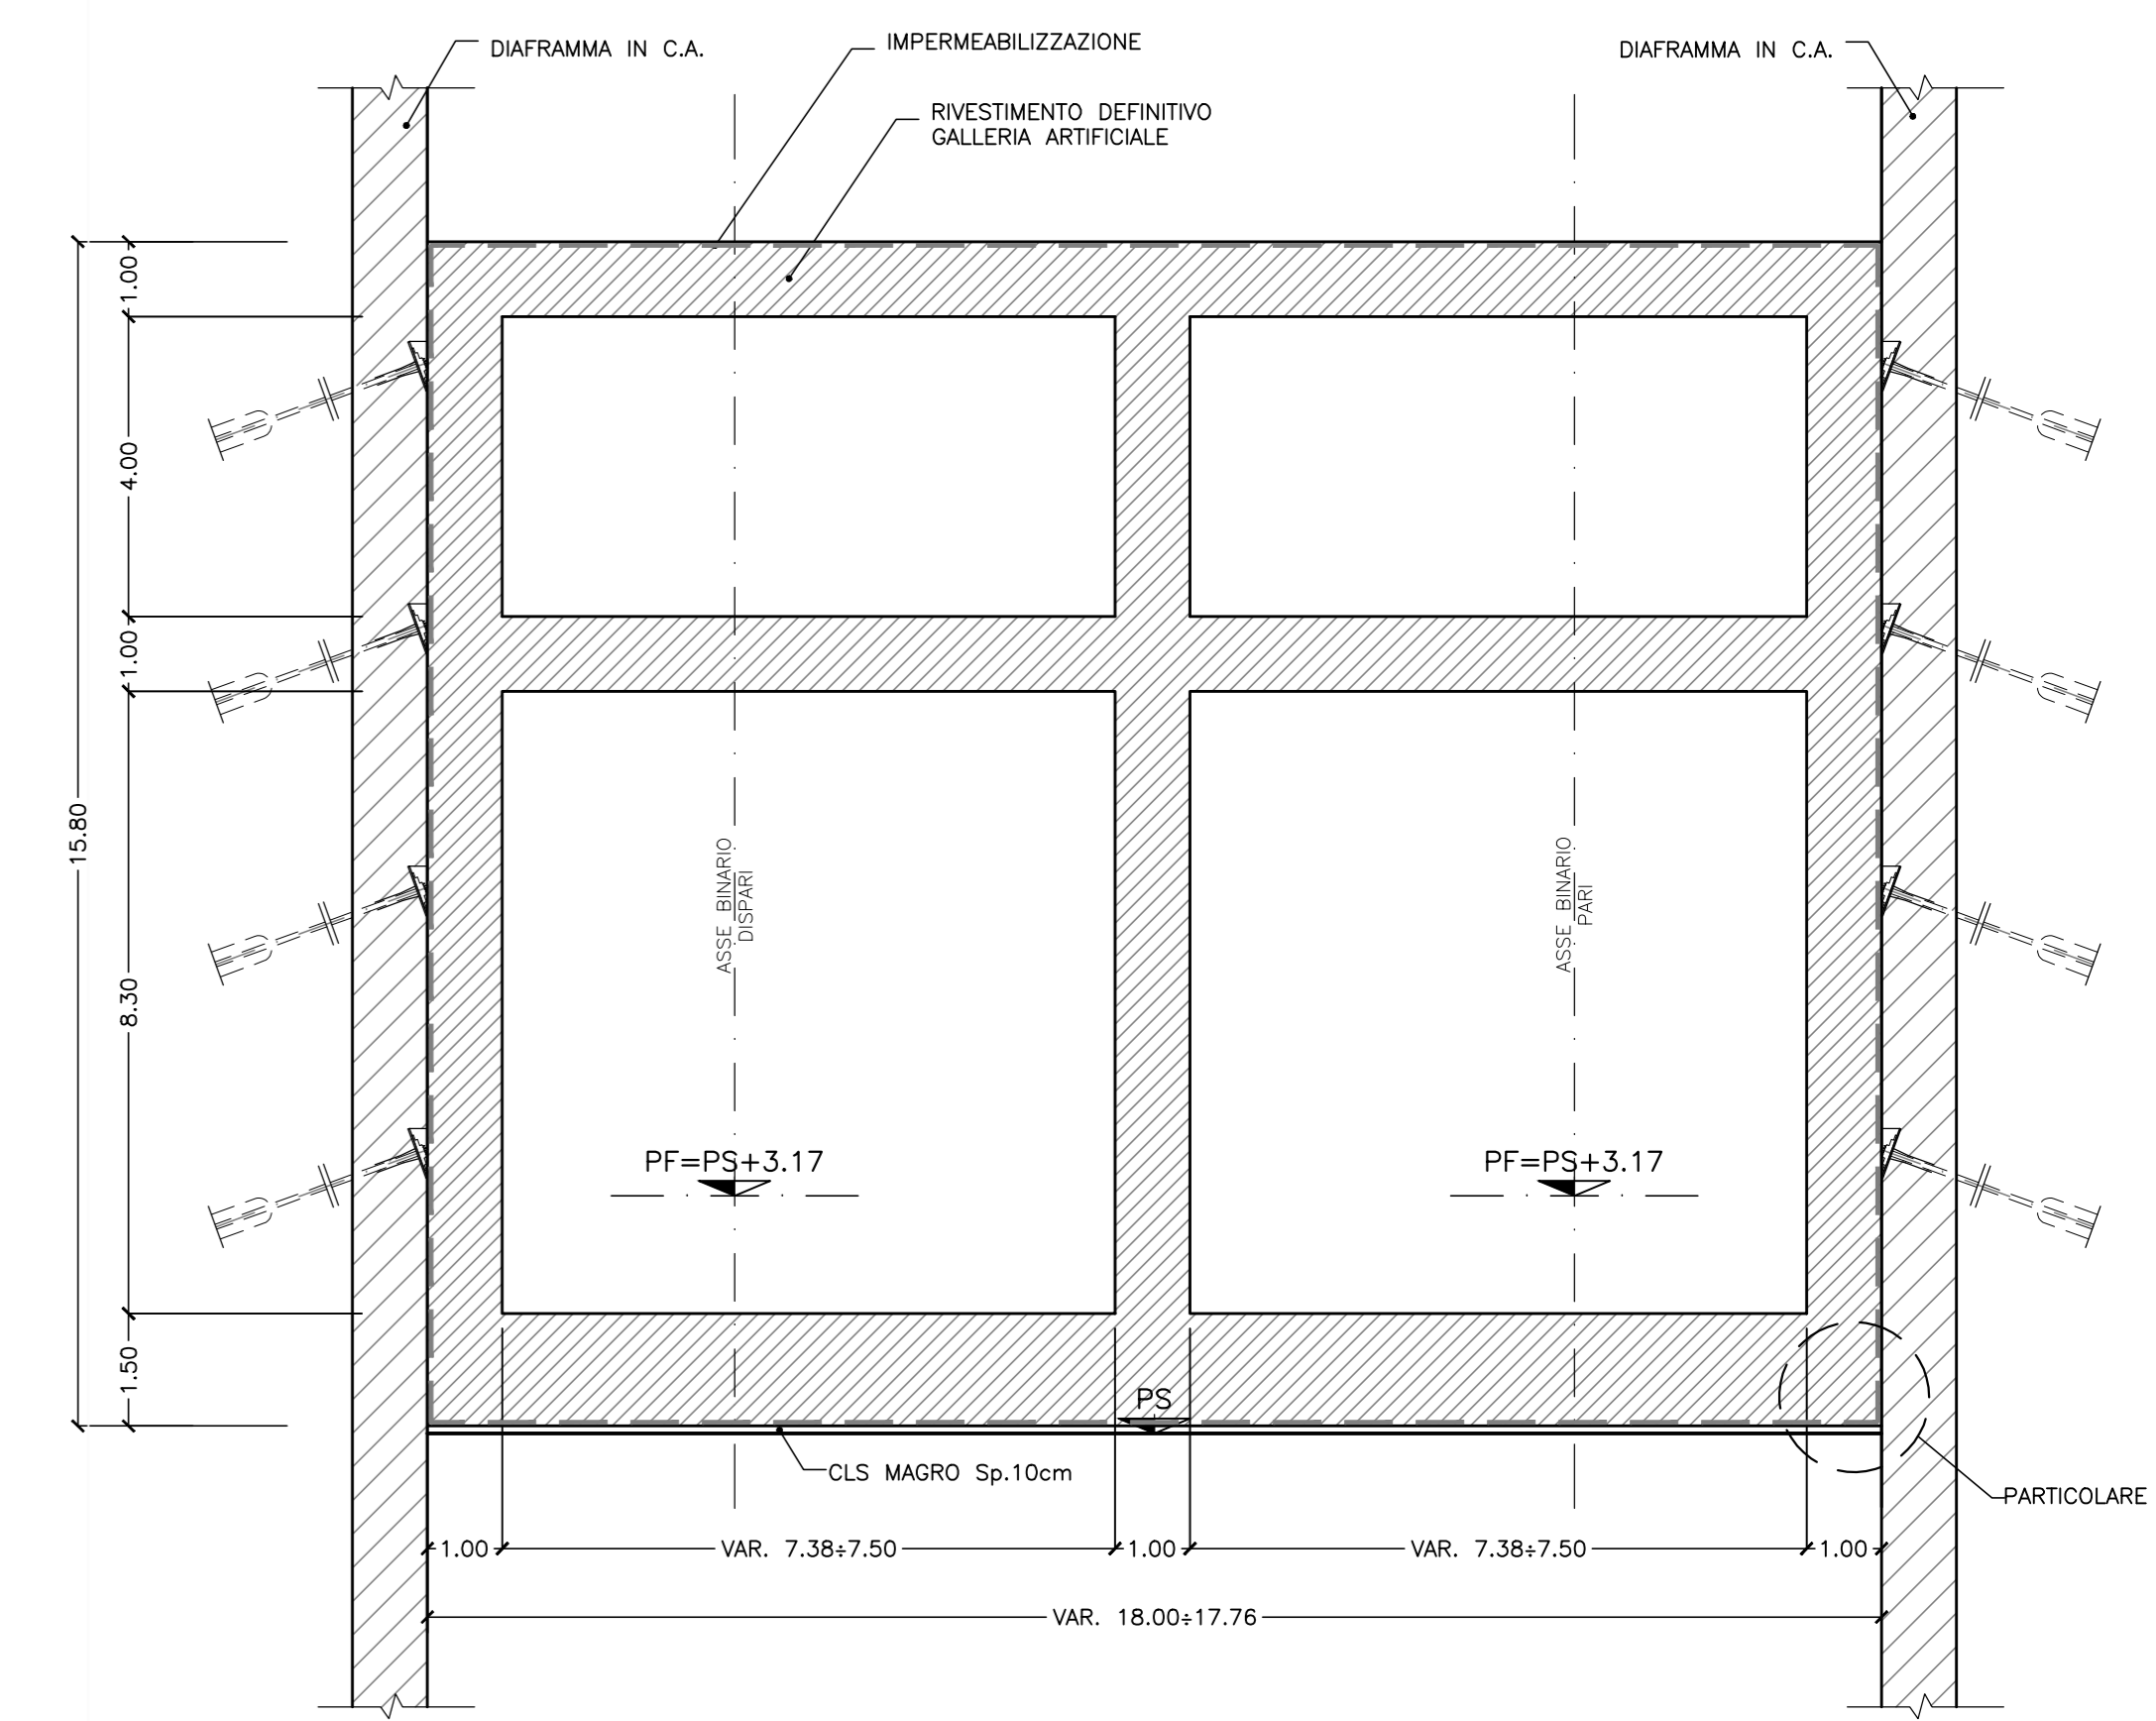 DIAFRAMMA IN C.A.
IMPERMEABILIZZAZIONE
DIAFRAMMA IN C.A.
RIVESTIMENTO DEFINITIVO
GALLERIA ARTIFICIALE
1.00
4.00
1.00
15.80
8.30
1.50
ASSE BINARIO
DISPARI
ASSE BINARIO
PARI
PF=PS+3.17
PF=PS+3.17
PS
CLS MAGRO Sp.10cm
PARTICOLARE
1.00
VAR. 7.38÷7.50
1.00
VAR. 7.38÷7.50
1.00
VAR. 18.00÷17.76